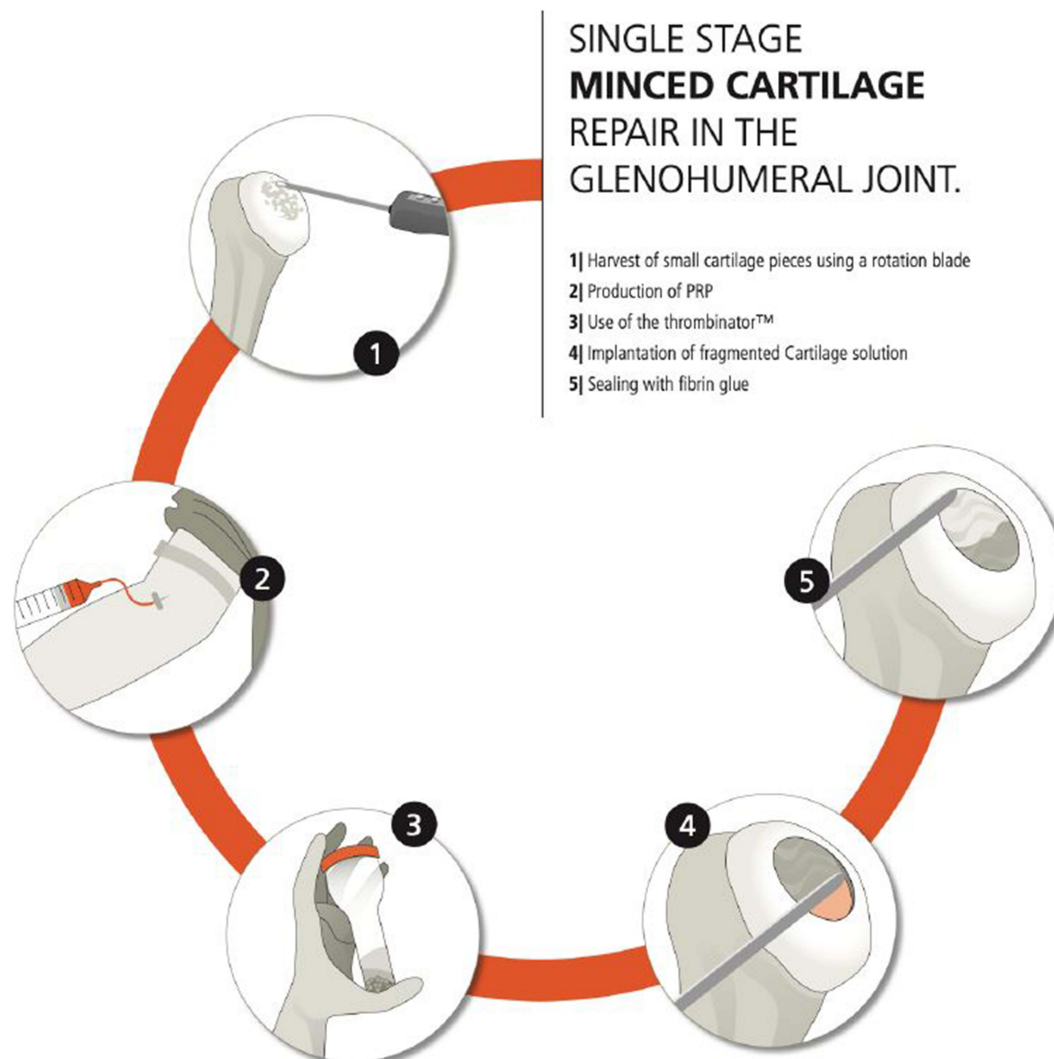 SINGLE STAGE
MINCED CARTILAGE
REPAIR IN THE
GLENOHUMERAL JOINT.
1| Harvest of small cartilage pieces using a rotation blade
2| Production of PRP
3| Use of the thrombinator™
4| Implantation of fragmented Cartilage solution
5| Sealing with fibrin glue
1
2
3
4
5